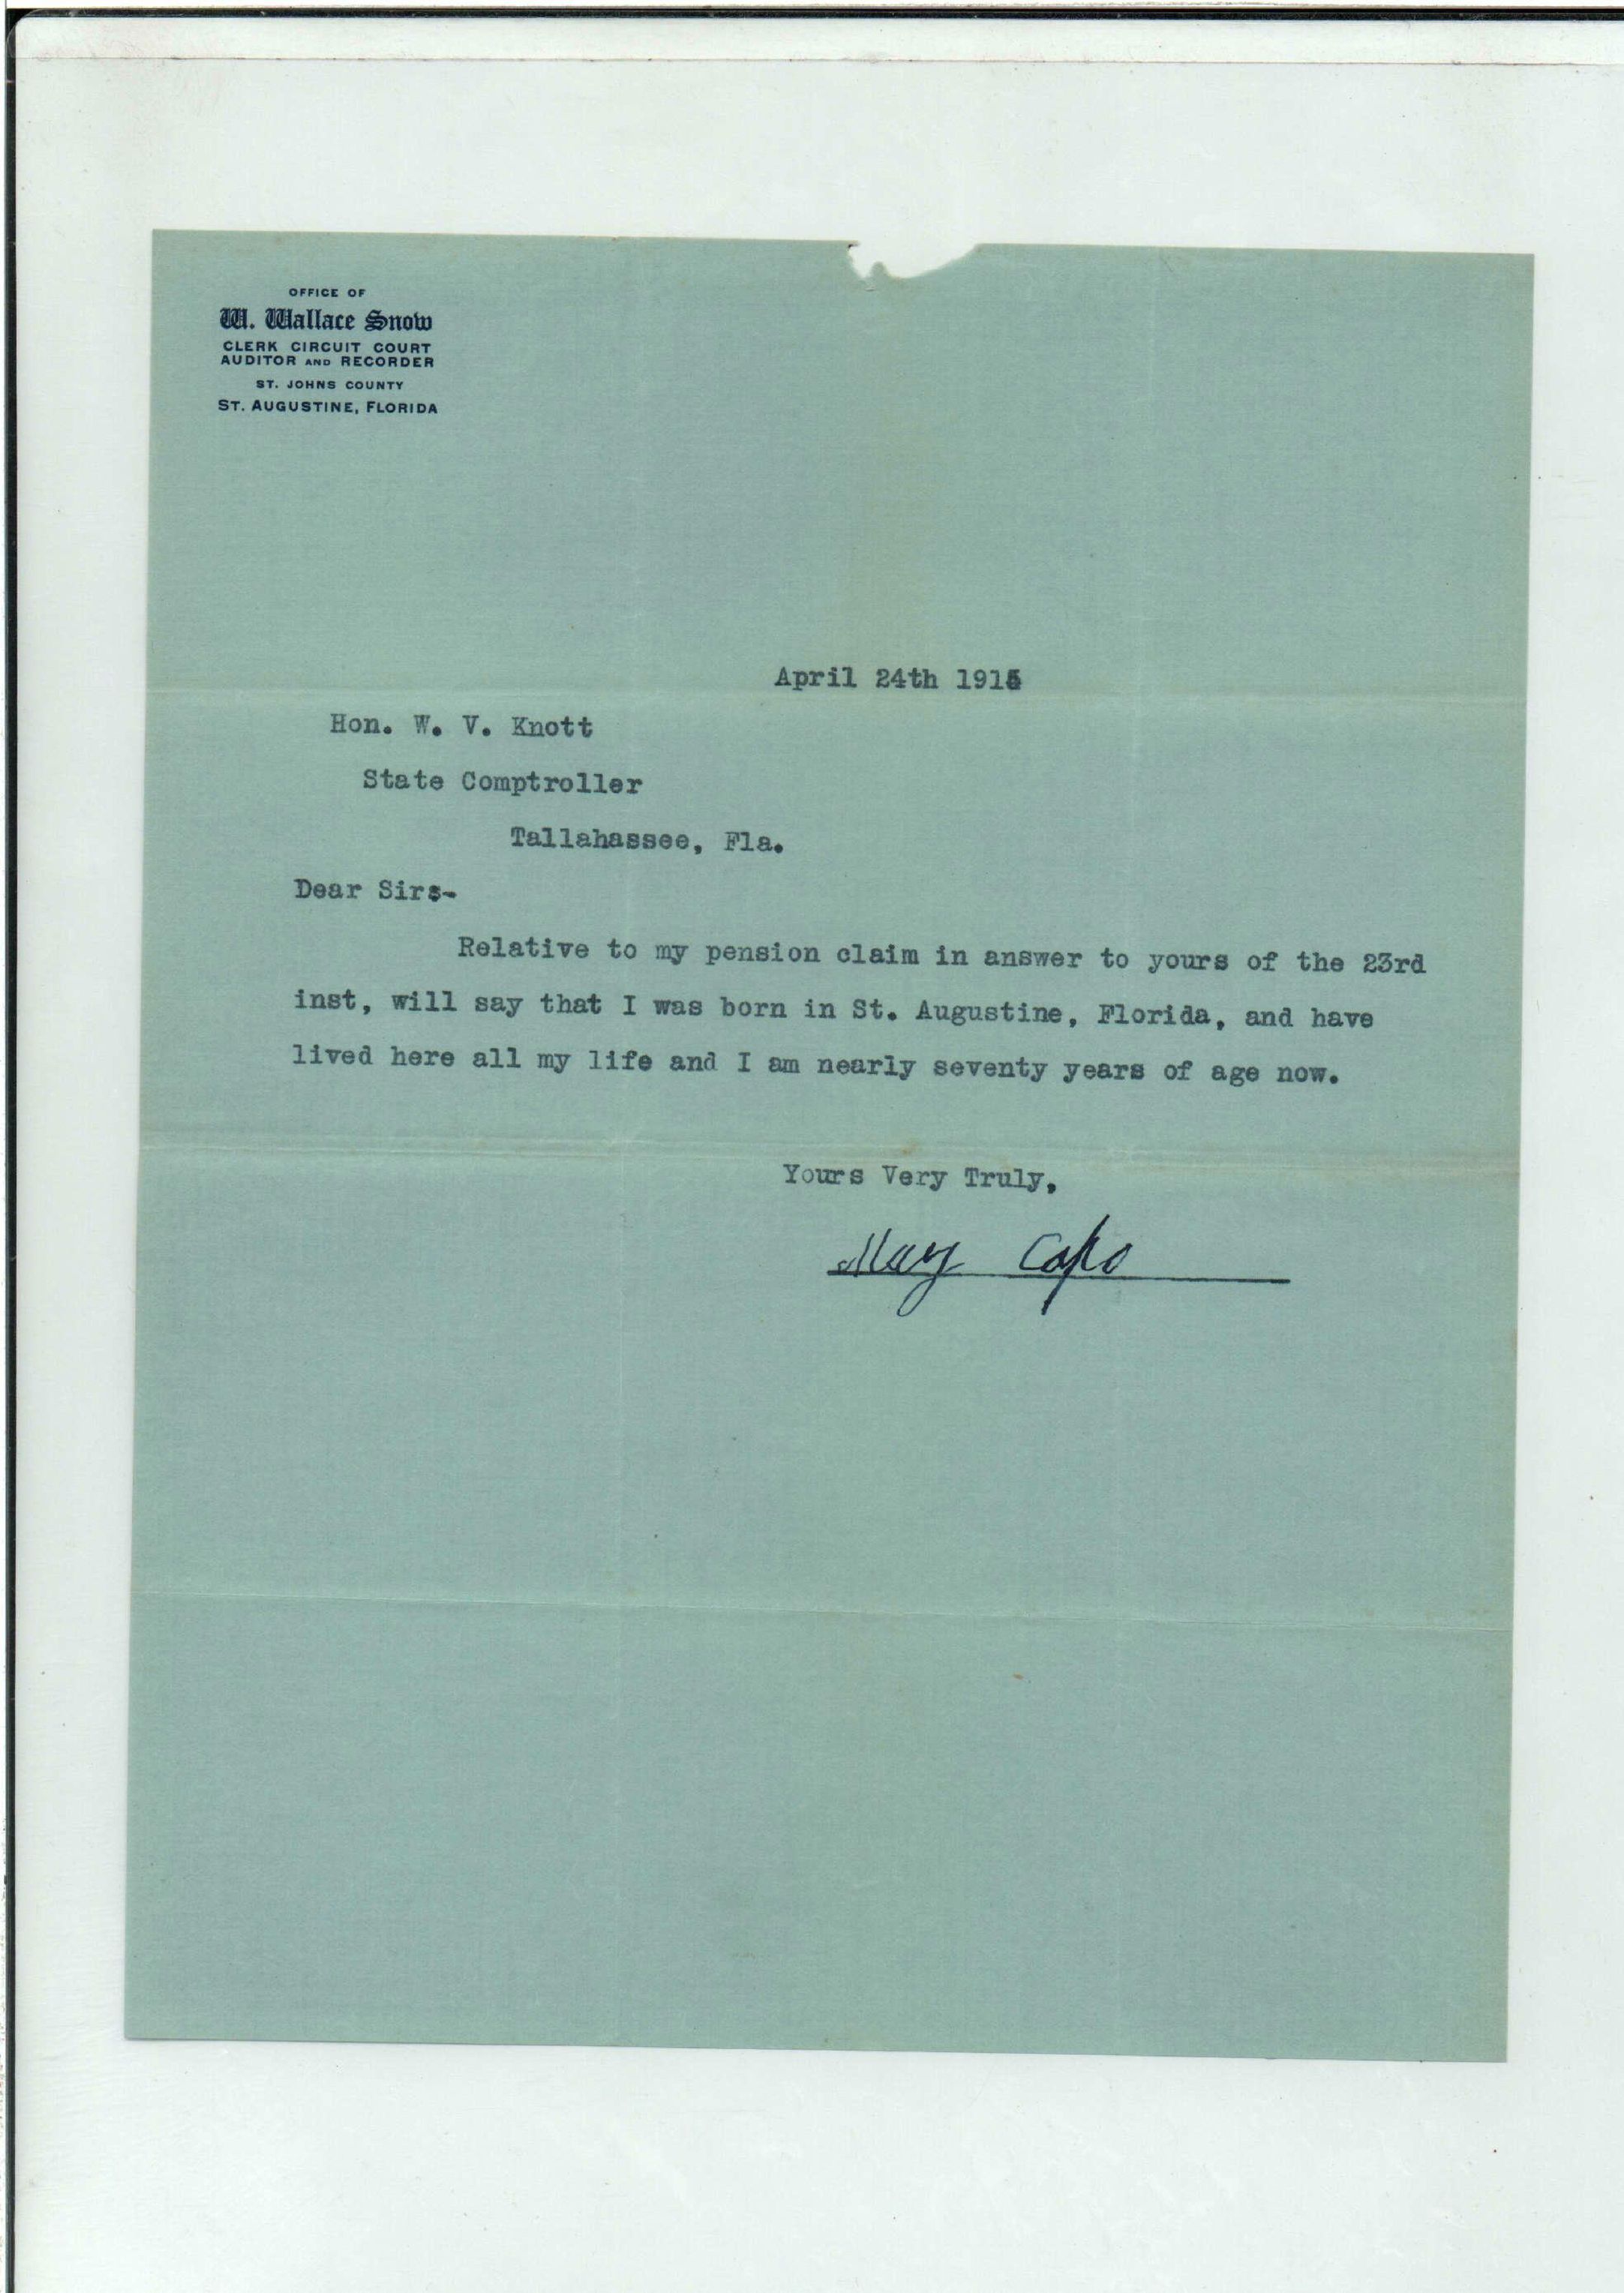 OFFICE OF
W. Wallace Snow
CLERK CIRCUIT COURT
AUDITOR AND RECORDER
ST. JOHNS COUNTY
ST. AUGUSTINE, FLORIDA
April 24th 1915
Hon. W. V. Knott
State Comptroller
Tallahassee, Fla.
Dear Sir:-
Relative to my pension claim in answer to yours of the 23rd
inst, will say that I was born in St. Augustine, Florida, and have
lived here all my life and I am nearly seventy years of age now.
Yours Very Truly,
Mary Capo